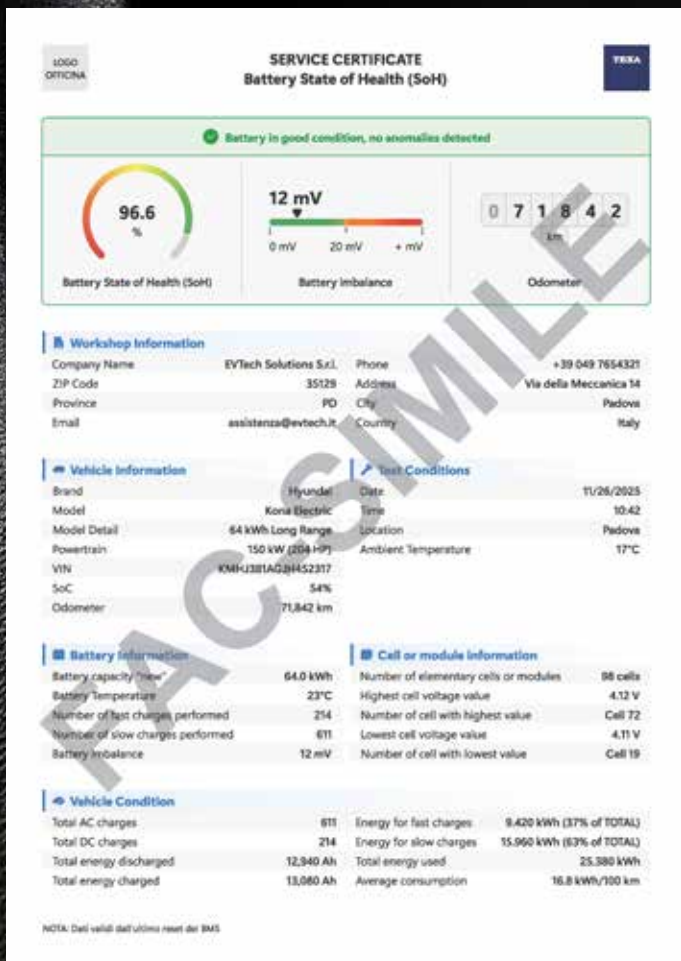 LOGO
OFFICINA
SERVICE CERTIFICATE
Battery State of Health (SoH)
TEXA
Battery in good condition, no anomalies detected
96.6
%
Battery State of Health (SoH)
12 mV
0 mV 20 mV + mV
Battery imbalance
0 7 1 8 4 2
km
Odometer
Workshop Information
Company Name EVTech Solutions S.r.l. Phone +39 049 7654321
ZIP Code 35129 Address Via della Meccanica 14
Province PD City Padova
Email assistenza@evtech.it Country Italy
Vehicle Information
Brand Hyundai
Model Kona Electric
Model Detail 64 kWh Long Range
Powertrain 150 kW (204 HP)
VIN
SoC 54%
Odometer 71,842 km
Test Conditions
Date 11/26/2025
Time 10:42
Location Padova
Ambient Temperature 17°C
Battery Information
Battery capacity "new" 64.0 kWh
Battery Temperature 23°C
Number of fast charges performed 214
Number of slow charges performed 611
Battery imbalance 12 mV
Cell or module information
Number of elementary cells or modules 98 cells
Highest cell voltage value 4.12 V
Number of cell with highest value Cell 72
Lowest cell voltage value 4.11 V
Number of cell with lowest value Cell 19
Vehicle Condition
Total AC charges 611 Energy for fast charges 9.420 kWh (37% of TOTAL)
Total DC charges 214 Energy for slow charges 15.960 kWh (63% of TOTAL)
Total energy discharged 12,940 Ah Total energy used 25.380 kWh
Total energy charged 13,080 Ah Average consumption 16.8 kWh/100 km
NOTA: Dati validi dall'ultimo reset del BMS
FAC-SIMILE